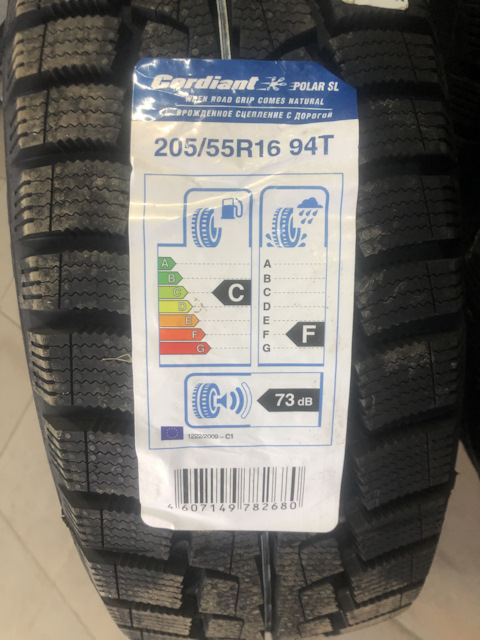 Cordiant POLAR SL
WHEN ROAD GRIP COMES NATURAL
ВРОЖДЕННОЕ СЦЕПЛЕНИЕ С ДОРОГОЙ
205/55R16 94T
A
B
C
D
E
F
G
C
A
B
C
D
E
F
G
F
73 dB
1222/2009 - C1
4 607149 782680